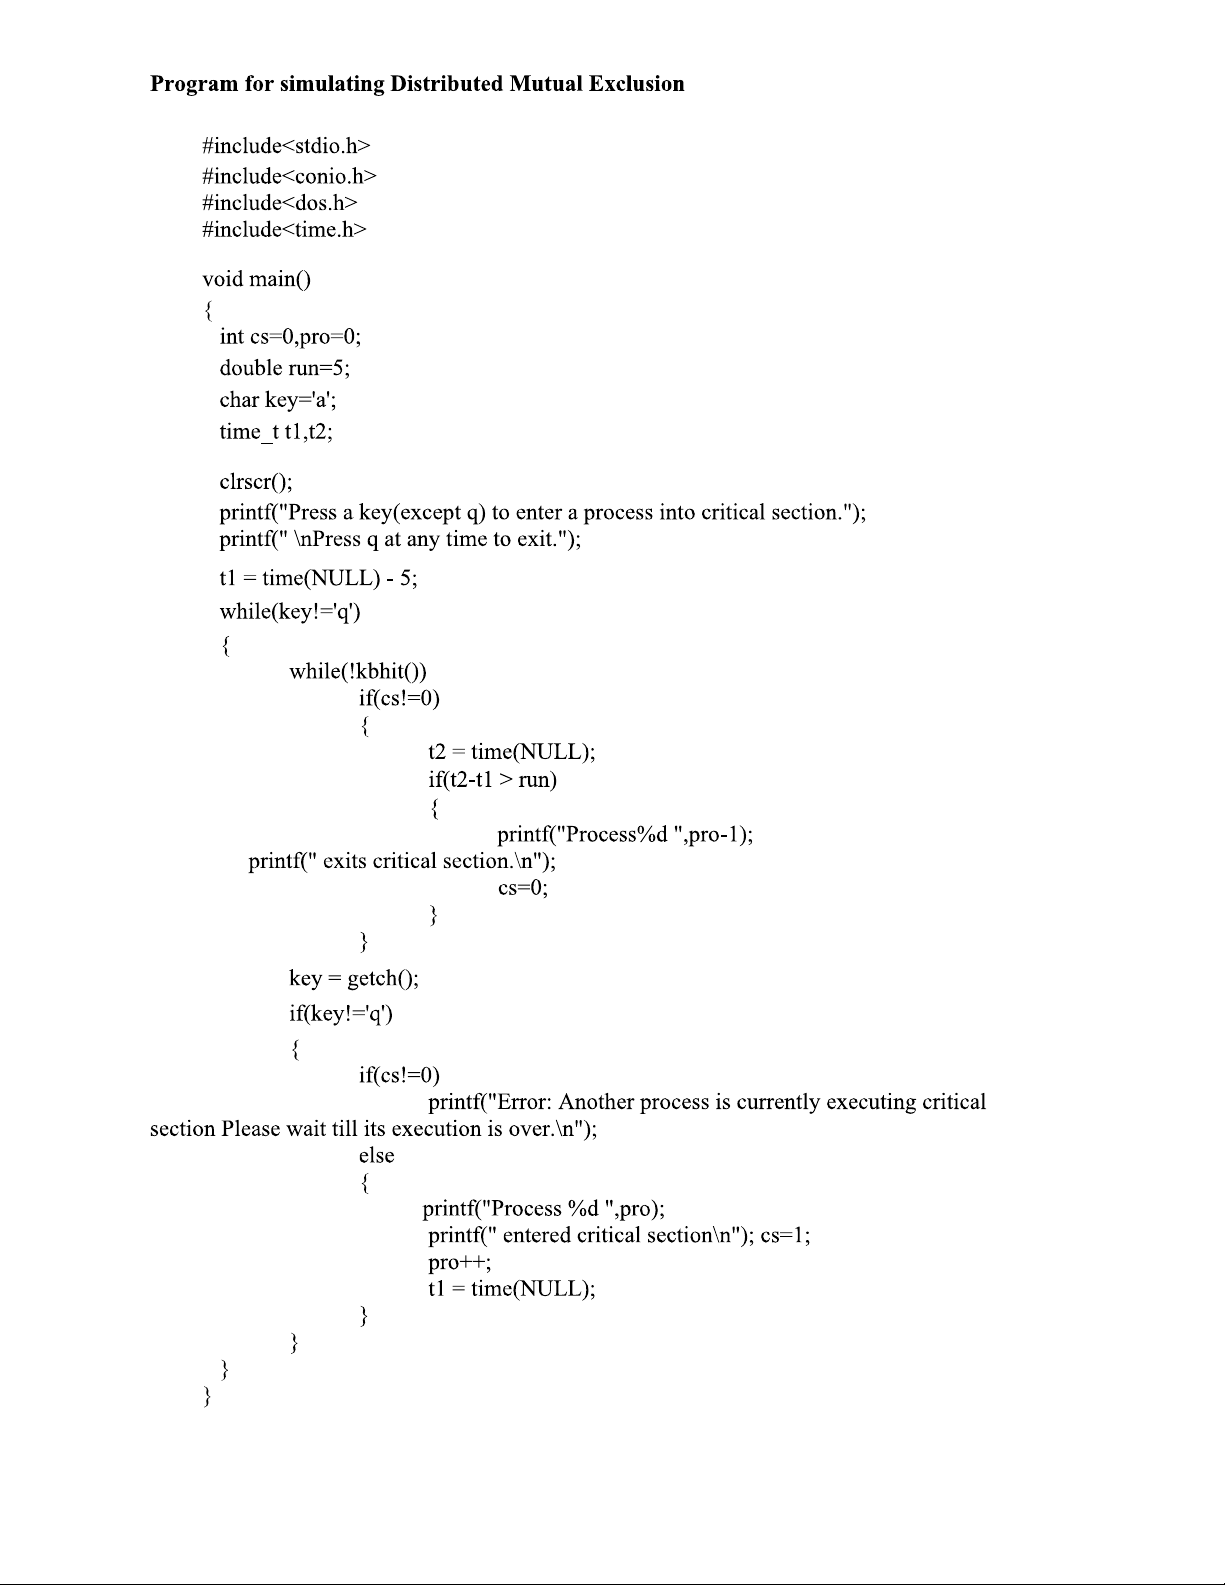 Program for simulating Distributed Mutual Exclusion
#include<stdio.h>
#include<conio.h>
#include<dos.h>
#include<time.h>
void main()
{
int cs=0,pro=0;
double run=5;
char key='a';
time_t t1,t2;
clrscr();
printf("Press a key(except q) to enter a process into critical section.");
printf(" \nPress q at any time to exit.");
t1 = time(NULL) - 5;
while(key!='q')
{
while(!kbhit())
if(cs!=0)
{
t2 = time(NULL);
if(t2-t1 > run)
{
printf("Process%d ",pro-1);
printf(" exits critical section.\n");
cs=0;
}
}
key = getch();
if(key!='q')
{
if(cs!=0)
printf("Error: Another process is currently executing critical
section Please wait till its execution is over.\n");
else
{
printf("Process %d ",pro);
printf(" entered critical section\n"); cs=1;
pro++;
t1 = time(NULL);
}
}
}
}